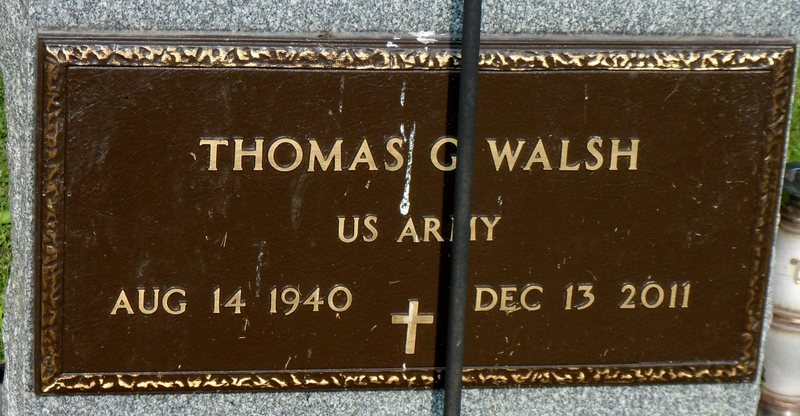 THOMAS G WALSH
US ARMY
AUG 14 1940 DEC 13 2011